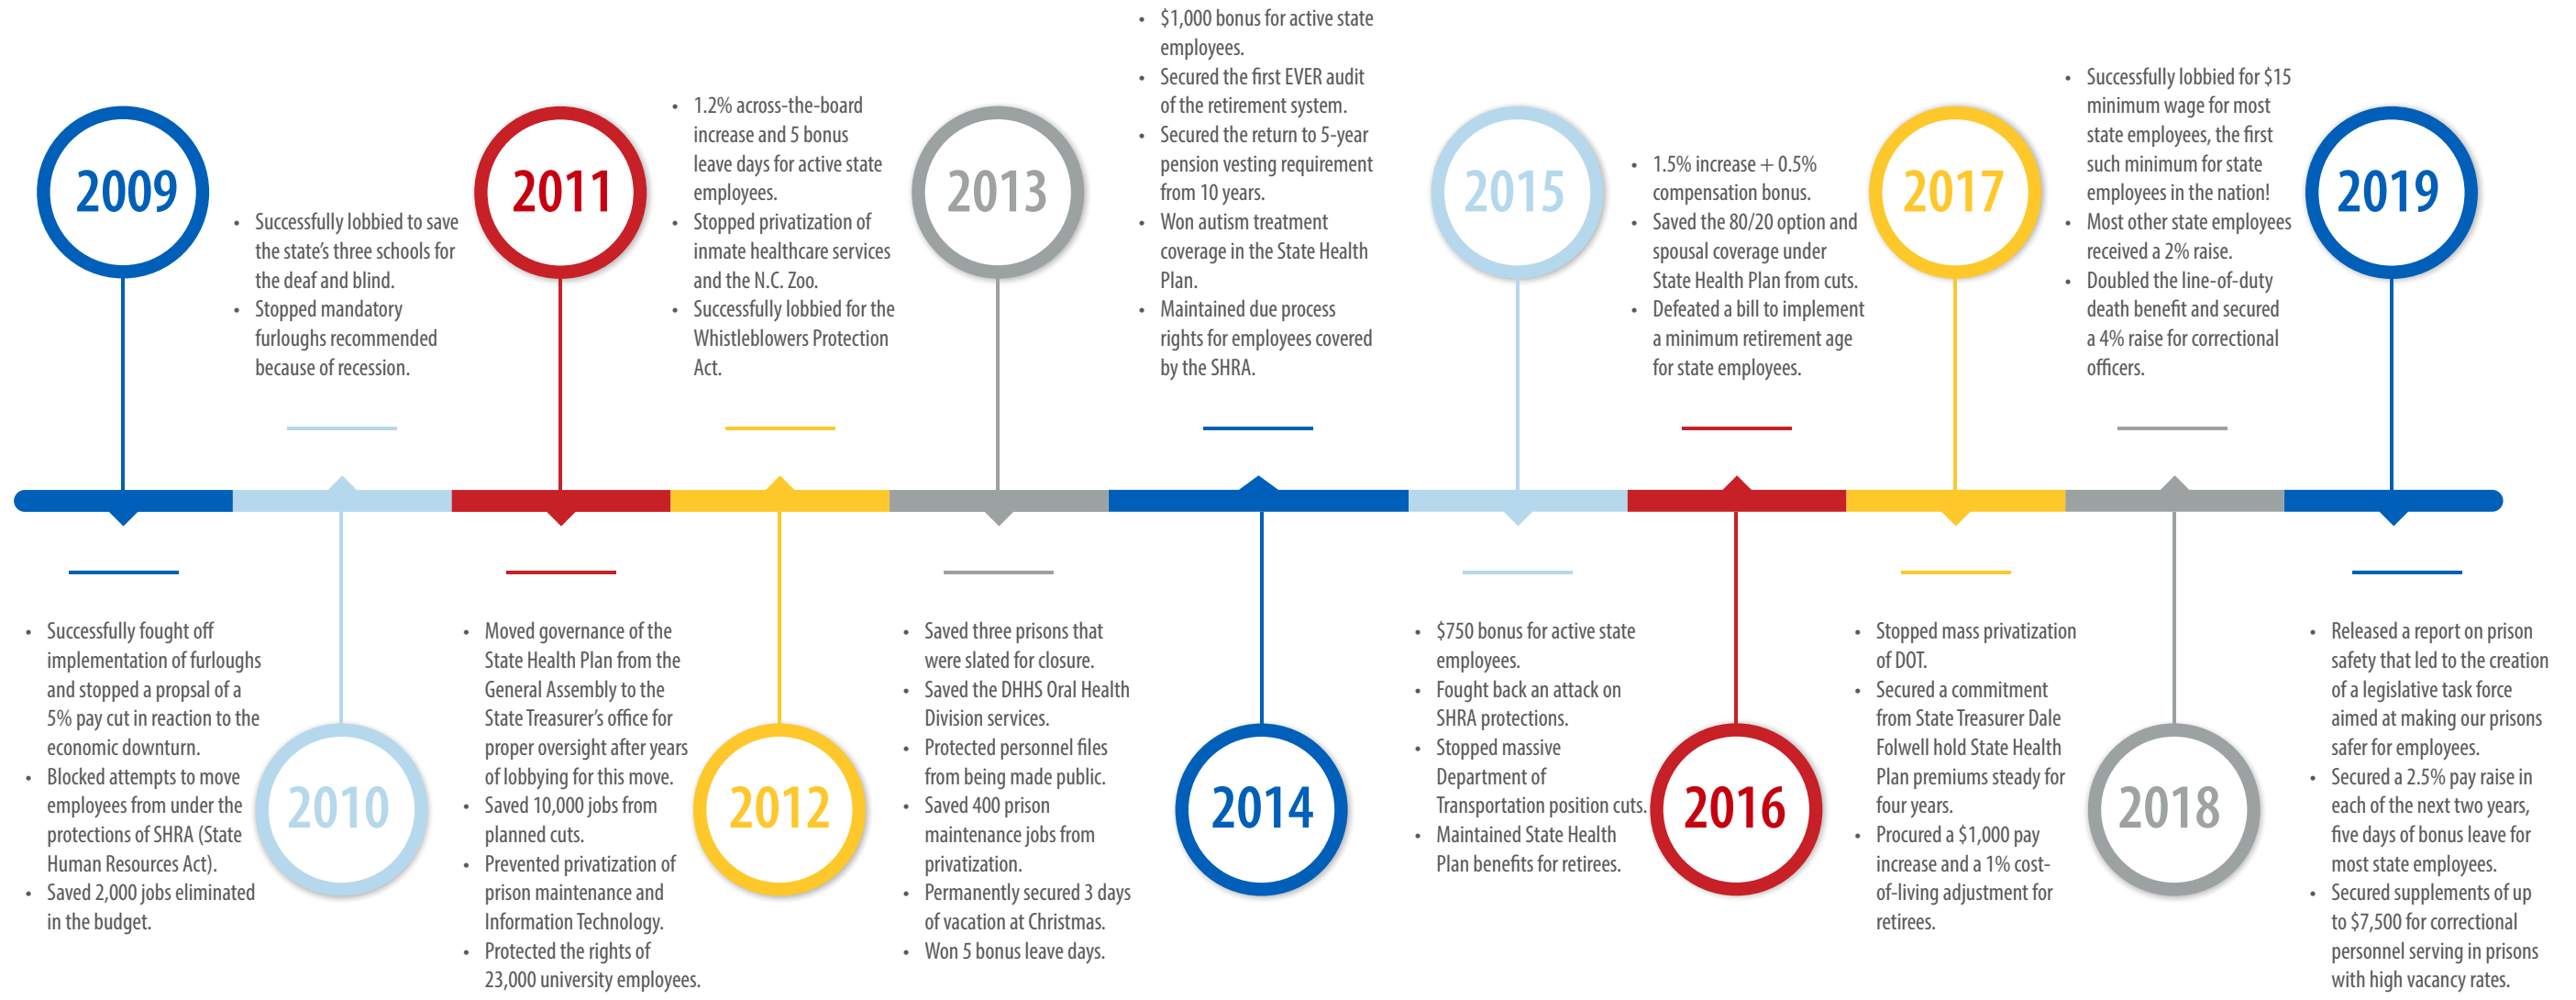 2009
• Successfully fought off
implementation of furloughs
and stopped a propsal of a
5% pay cut in reaction to the
economic downturn.
• Blocked attempts to move
employees from under the
protections of SHRA (State
Human Resources Act).
• Saved 2,000 jobs eliminated
in the budget.
• Successfully lobbied to save
the state’s three schools for
the deaf and blind.
• Stopped mandatory
furloughs recommended
because of recession.
2010
2011
• Moved governance of the
State Health Plan from the
General Assembly to the
State Treasurer’s office for
proper oversight after years
of lobbying for this move.
• Saved 10,000 jobs from
planned cuts.
• Prevented privatization of
prison maintenance and
Information Technology.
• Protected the rights of
23,000 university employees.
• 1.2% across-the-board
increase and 5 bonus
leave days for active state
employees.
• Stopped privatization of
inmate healthcare services
and the N.C. Zoo.
• Successfully lobbied for the
Whistleblowers Protection
Act.
2012
2013
• Saved three prisons that
were slated for closure.
• Saved the DHHS Oral Health
Division services.
• Protected personnel files
from being made public.
• Saved 400 prison
maintenance jobs from
privatization.
• Permanently secured 3 days
of vacation at Christmas.
• Won 5 bonus leave days.
• $1,000 bonus for active state
employees.
• Secured the first EVER audit
of the retirement system.
• Secured the return to 5-year
pension vesting requirement
from 10 years.
• Won autism treatment
coverage in the State Health
Plan.
• Maintained due process
rights for employees covered
by the SHRA.
2014
2015
• $750 bonus for active state
employees.
• Fought back an attack on
SHRA protections.
• Stopped massive
Department of
Transportation position cuts.
• Maintained State Health
Plan benefits for retirees.
• 1.5% increase + 0.5%
compensation bonus.
• Saved the 80/20 option and
spousal coverage under
State Health Plan from cuts.
• Defeated a bill to implement
a minimum retirement age
for state employees.
2016
2017
• Stopped mass privatization
of DOT.
• Secured a commitment
from State Treasurer Dale
Folwell hold State Health
Plan premiums steady for
four years.
• Procured a $1,000 pay
increase and a 1% cost-
of-living adjustment for
retirees.
• Successfully lobbied for $15
minimum wage for most
state employees, the first
such minimum for state
employees in the nation!
• Most other state employees
received a 2% raise.
• Doubled the line-of-duty
death benefit and secured
a 4% raise for correctional
officers.
2018
2019
• Released a report on prison
safety that led to the creation
of a legislative task force
aimed at making our prisons
safer for employees.
• Secured a 2.5% pay raise in
each of the next two years,
five days of bonus leave for
most state employees.
• Secured supplements of up
to $7,500 for correctional
personnel serving in prisons
with high vacancy rates.